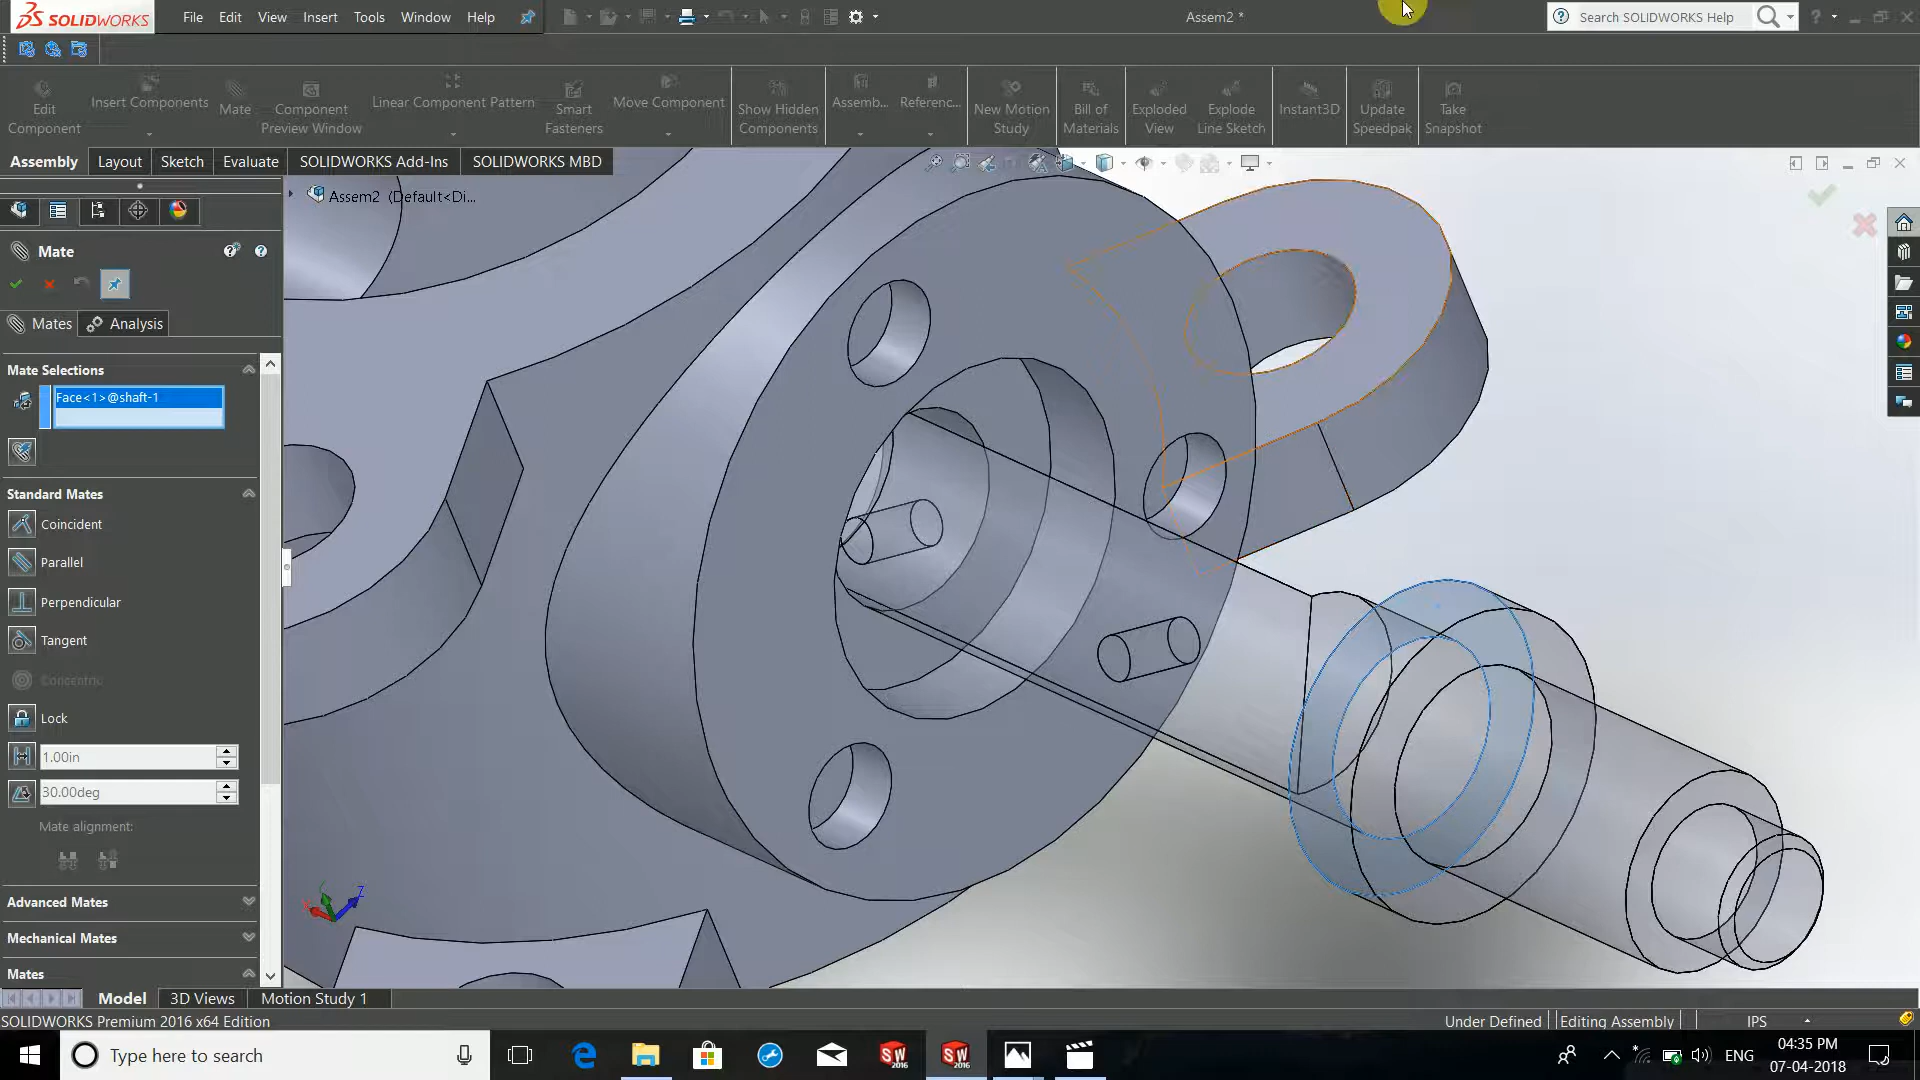 SOLIDWORKS
File Edit View Insert Tools Window Help
Assem2 *
Search SOLIDWORKS Help
Edit Component
Insert Components
Mate
Component Preview Window
Linear Component Pattern
Smart Fasteners
Move Component
Show Hidden Components
Assemb...
Referenc...
New Motion Study
Bill of Materials
Exploded View
Explode Line Sketch
Instant3D
Update Speedpak
Take Snapshot
Assembly Layout Sketch Evaluate SOLIDWORKS Add-Ins SOLIDWORKS MBD
Assem2 (Default<Di...
Mate
Mates Analysis
Mate Selections
Face<1>@shaft-1
Standard Mates
Coincident
Parallel
Perpendicular
Tangent
Concentric
Lock
1.00in
30.00deg
Mate alignment:
Advanced Mates
Mechanical Mates
Mates
Model 3D Views Motion Study 1
SOLIDWORKS Premium 2016 x64 Edition
Under Defined Editing Assembly IPS
Type here to search
SW 2016
SW 2016
ENG
04:35 PM
07-04-2018